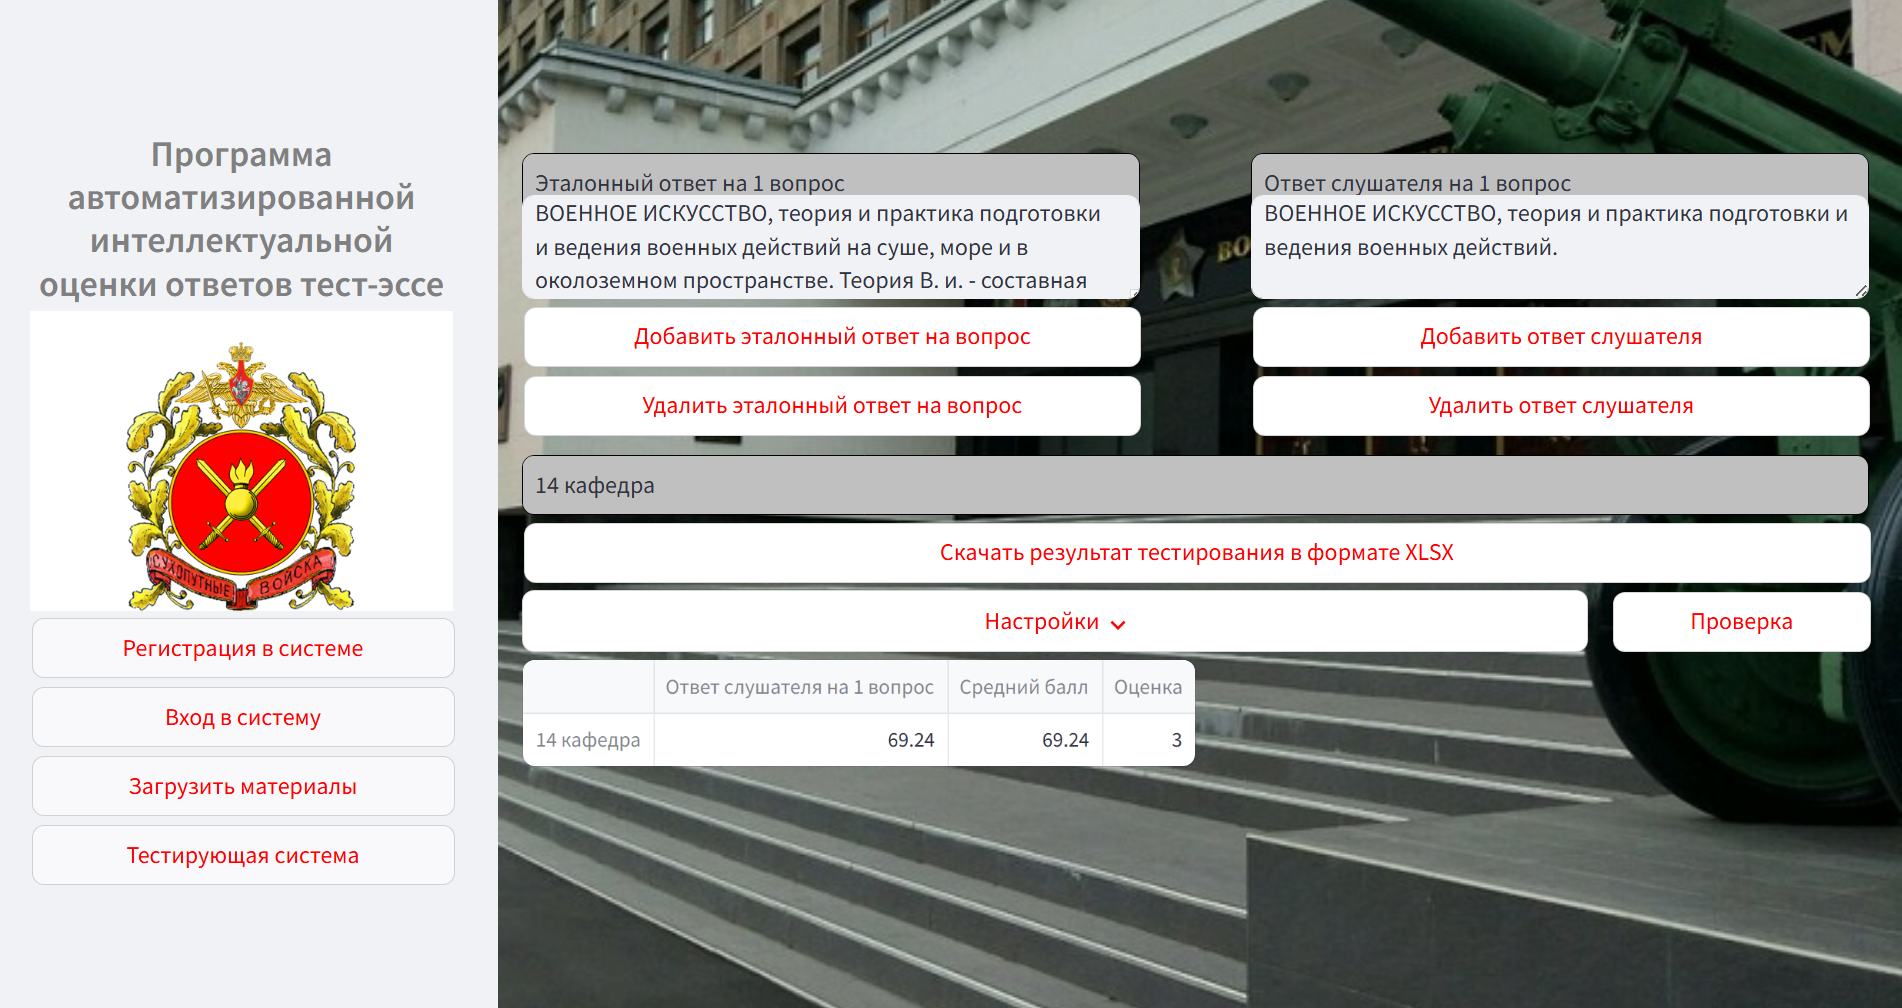 Программа
автоматизированной
интеллектуальной
оценки ответов тест-эссе
СУХОПУТНЫЕ ВОЙСКА
Регистрация в системе
Вход в систему
Загрузить материалы
Тестирующая система
Эталонный ответ на 1 вопрос
ВОЕННОЕ ИСКУССТВО, теория и практика подготовки
и ведения военных действий на суше, море и в
околоземном пространстве. Теория В. и. - составная
Добавить эталонный ответ на вопрос
Удалить эталонный ответ на вопрос
Ответ слушателя на 1 вопрос
ВОЕННОЕ ИСКУССТВО, теория и практика подготовки и
ведения военных действий.
Добавить ответ слушателя
Удалить ответ слушателя
14 кафедра
Скачать результат тестирования в формате XLSX
Настройки
Проверка
Ответ слушателя на 1 вопрос Средний балл Оценка
14 кафедра 69.24 69.24 3